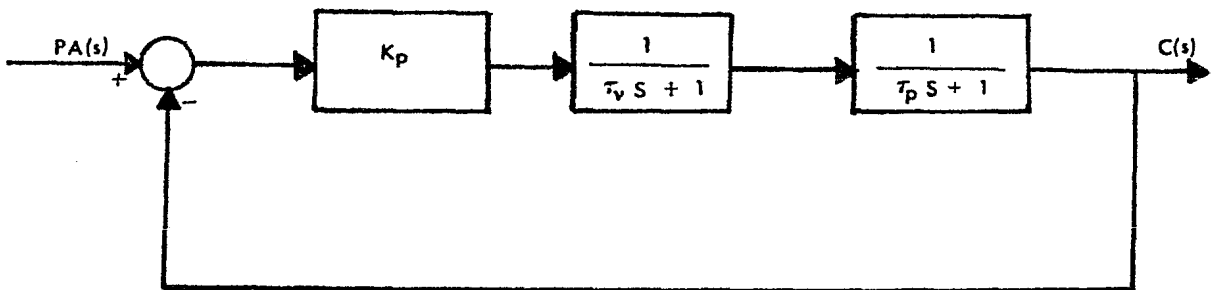 PA(s)
+
−
Kp
1
τv S + 1
1
τp S + 1
C(s)